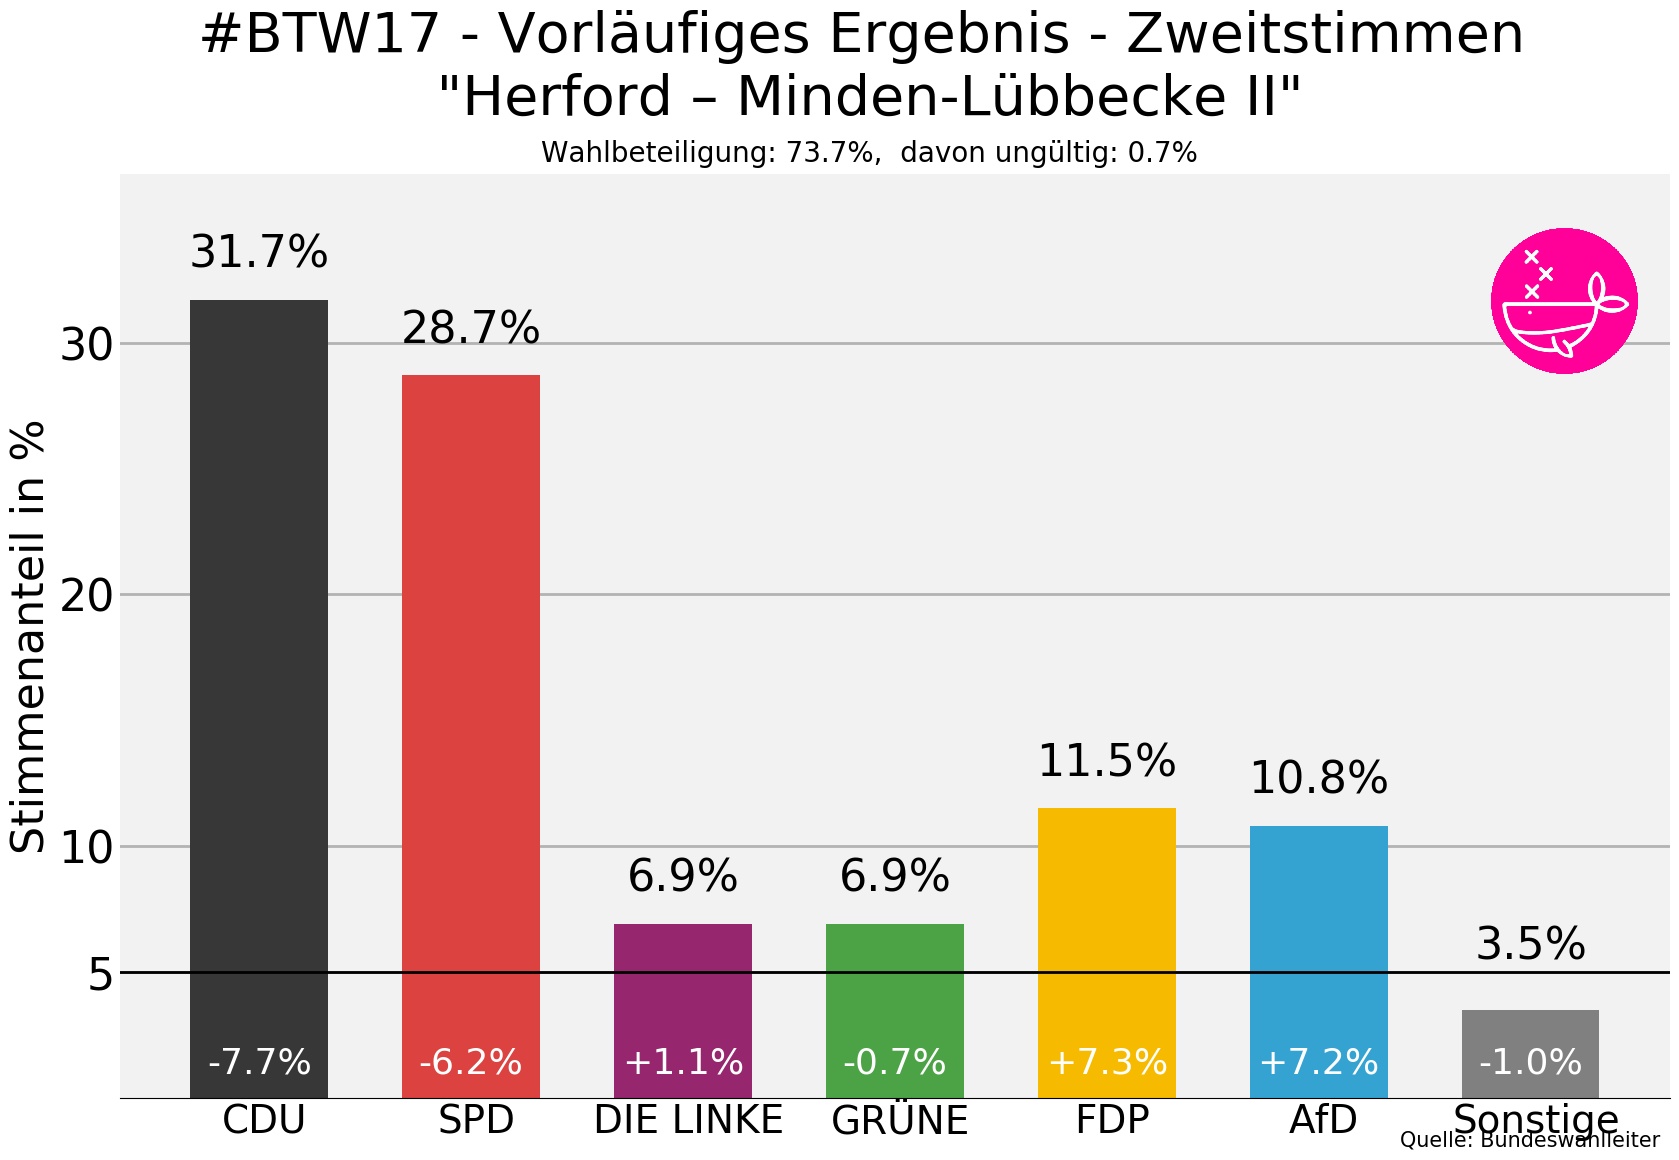 #BTW17 - Vorläufiges Ergebnis - Zweitstimmen
"Herford – Minden-Lübbecke II"
Wahlbeteiligung: 73.7%,  davon ungültig: 0.7%
Stimmenanteil in %
30
20
10
5
31.7%
28.7%
6.9%
6.9%
11.5%
10.8%
3.5%
-7.7%
-6.2%
+1.1%
-0.7%
+7.3%
+7.2%
-1.0%
CDU
SPD
DIE LINKE
GRÜNE
FDP
AfD
Sonstige
Quelle: Bundeswahlleiter